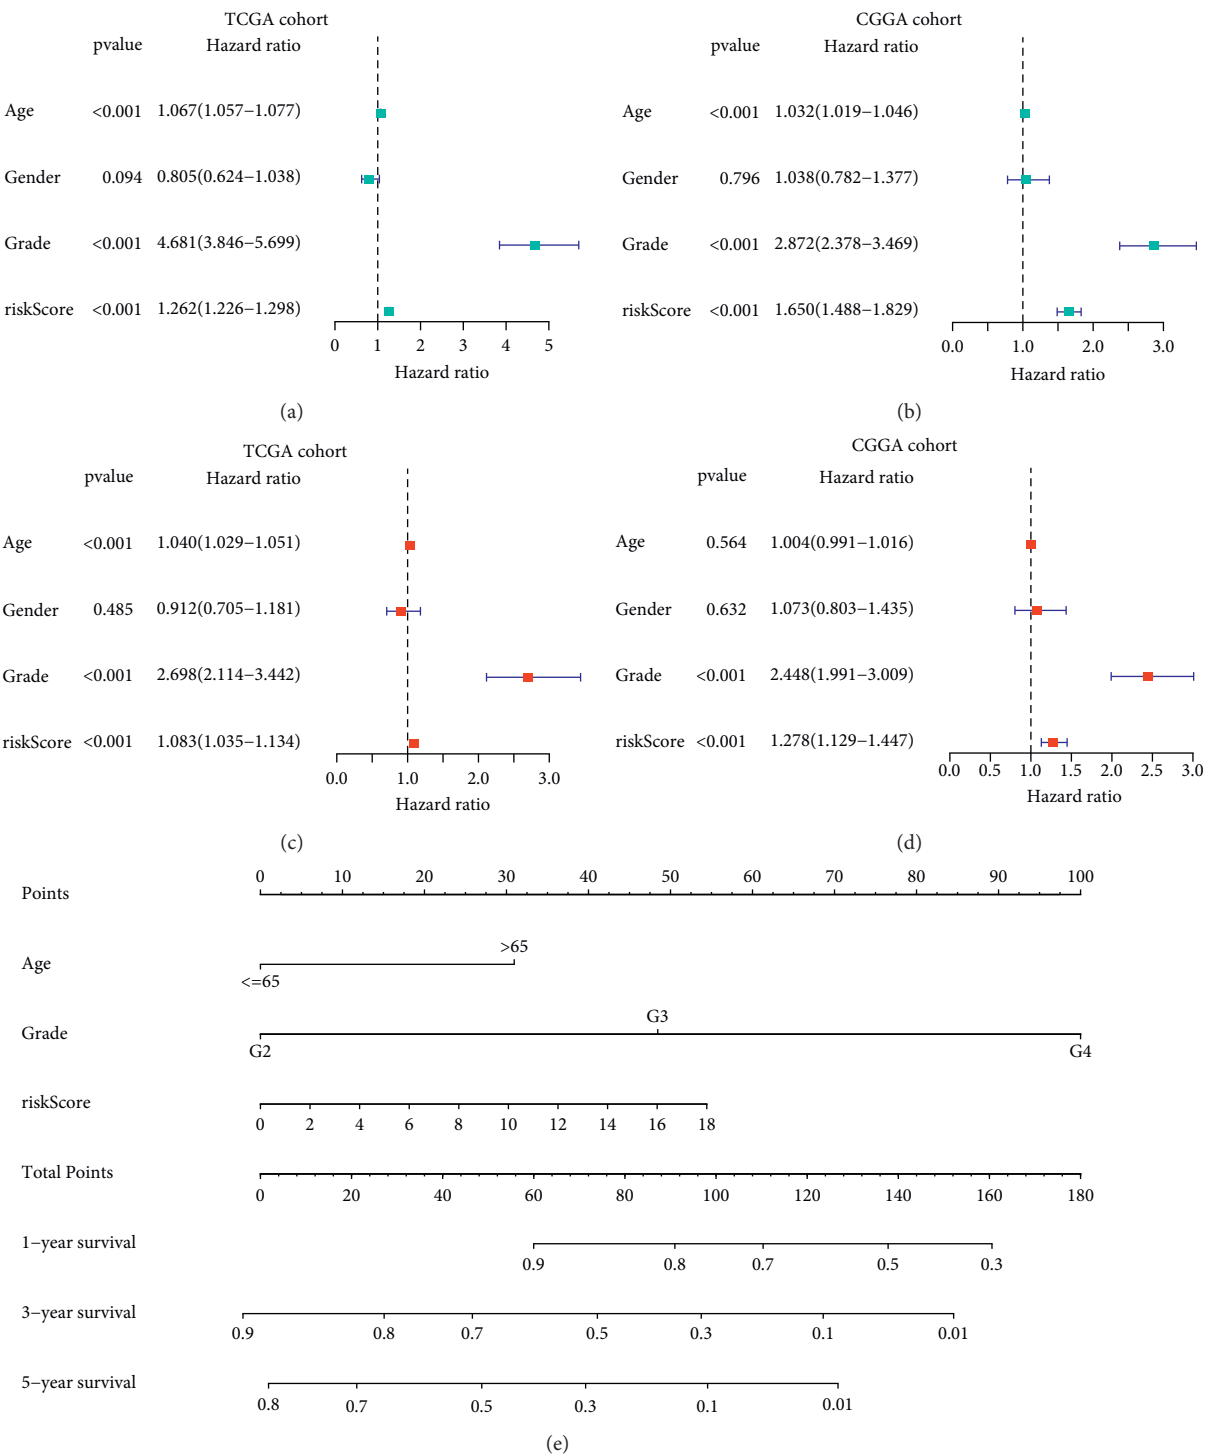 TCGA cohort
pvalue Hazard ratio
Age <0.001 1.067(1.057−1.077)
Gender 0.094 0.805(0.624−1.038)
Grade <0.001 4.681(3.846−5.699)
riskScore <0.001 1.262(1.226−1.298)
0 1 2 3 4 5
Hazard ratio
(a)
CGGA cohort
pvalue Hazard ratio
Age <0.001 1.032(1.019−1.046)
Gender 0.796 1.038(0.782−1.377)
Grade <0.001 2.872(2.378−3.469)
riskScore <0.001 1.650(1.488−1.829)
0.0 1.0 2.0 3.0
Hazard ratio
(b)
TCGA cohort
pvalue Hazard ratio
Age <0.001 1.040(1.029−1.051)
Gender 0.485 0.912(0.705−1.181)
Grade <0.001 2.698(2.114−3.442)
riskScore <0.001 1.083(1.035−1.134)
0.0 1.0 2.0 3.0
Hazard ratio
(c)
CGGA cohort
pvalue Hazard ratio
Age 0.564 1.004(0.991−1.016)
Gender 0.632 1.073(0.803−1.435)
Grade <0.001 2.448(1.991−3.009)
riskScore <0.001 1.278(1.129−1.447)
0.0 0.5 1.0 1.5 2.0 2.5 3.0
Hazard ratio
(d)
Points 0 10 20 30 40 50 60 70 80 90 100
Age <=65 >65
Grade G2 G3 G4
riskScore 0 2 4 6 8 10 12 14 16 18
Total Points 0 20 40 60 80 100 120 140 160 180
1−year survival 0.9 0.8 0.7 0.5 0.3
3−year survival 0.9 0.8 0.7 0.5 0.3 0.1 0.01
5−year survival 0.8 0.7 0.5 0.3 0.1 0.01
(e)